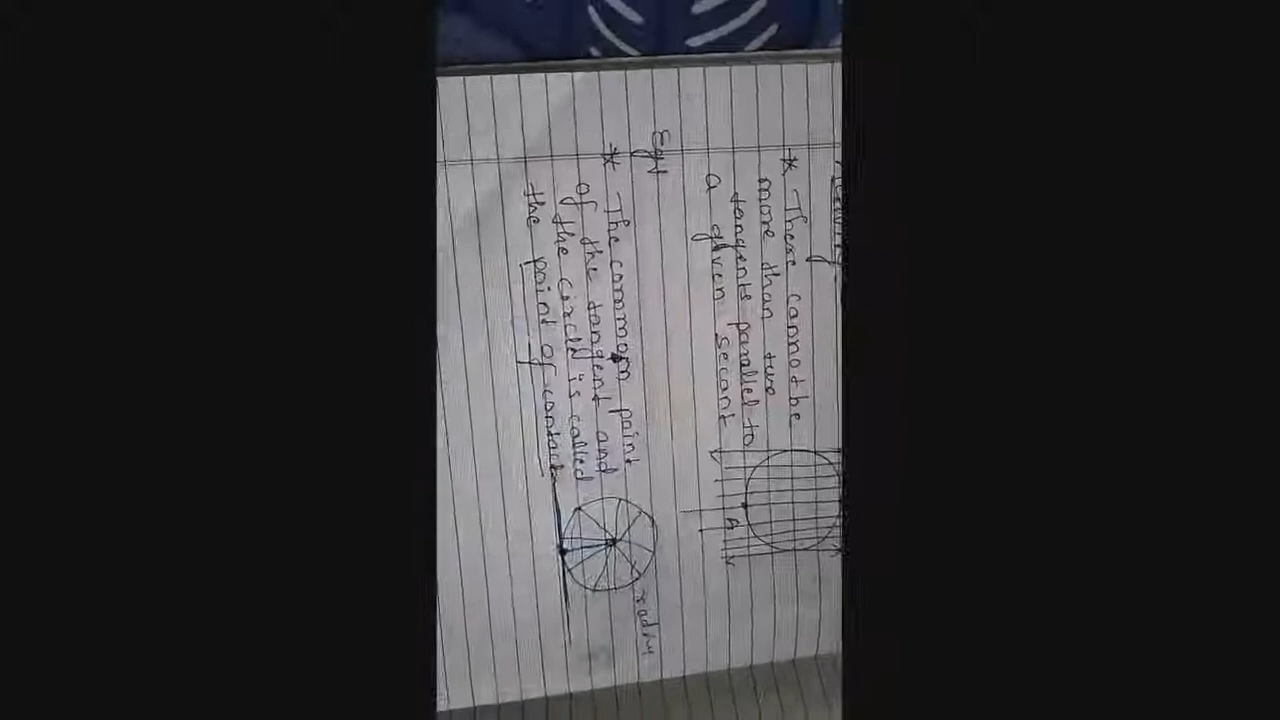 * There cannot be
more than two
tangents parallel to
a given secant
A
Eg:
* The common point
of the tangent and
of the circle is called
the point of contact